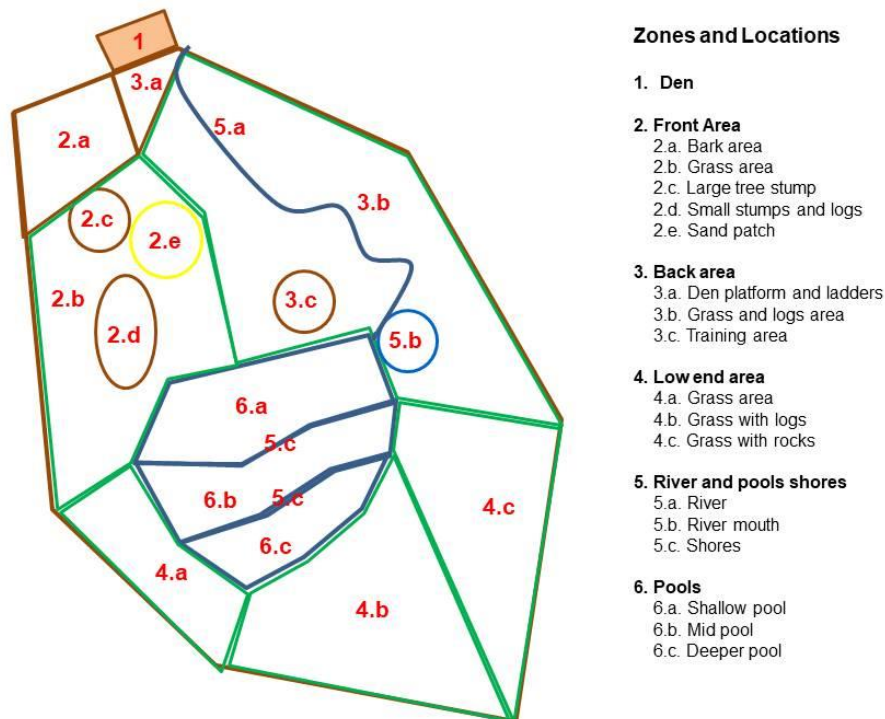 Zones and Locations
1. Den
2. Front Area
2.a. Bark area
2.b. Grass area
2.c. Large tree stump
2.d. Small stumps and logs
2.e. Sand patch
3. Back area
3.a. Den platform and ladders
3.b. Grass and logs area
3.c. Training area
4. Low end area
4.a. Grass area
4.b. Grass with logs
4.c. Grass with rocks
5. River and pools shores
5.a. River
5.b. River mouth
5.c. Shores
6. Pools
6.a. Shallow pool
6.b. Mid pool
6.c. Deeper pool
1
3.a
2.a
5.a
3.b
2.c
2.e
2.b
3.c
2.d
5.b
6.a
5.c
6.b
5.c
4.c
6.c
4.a
4.b